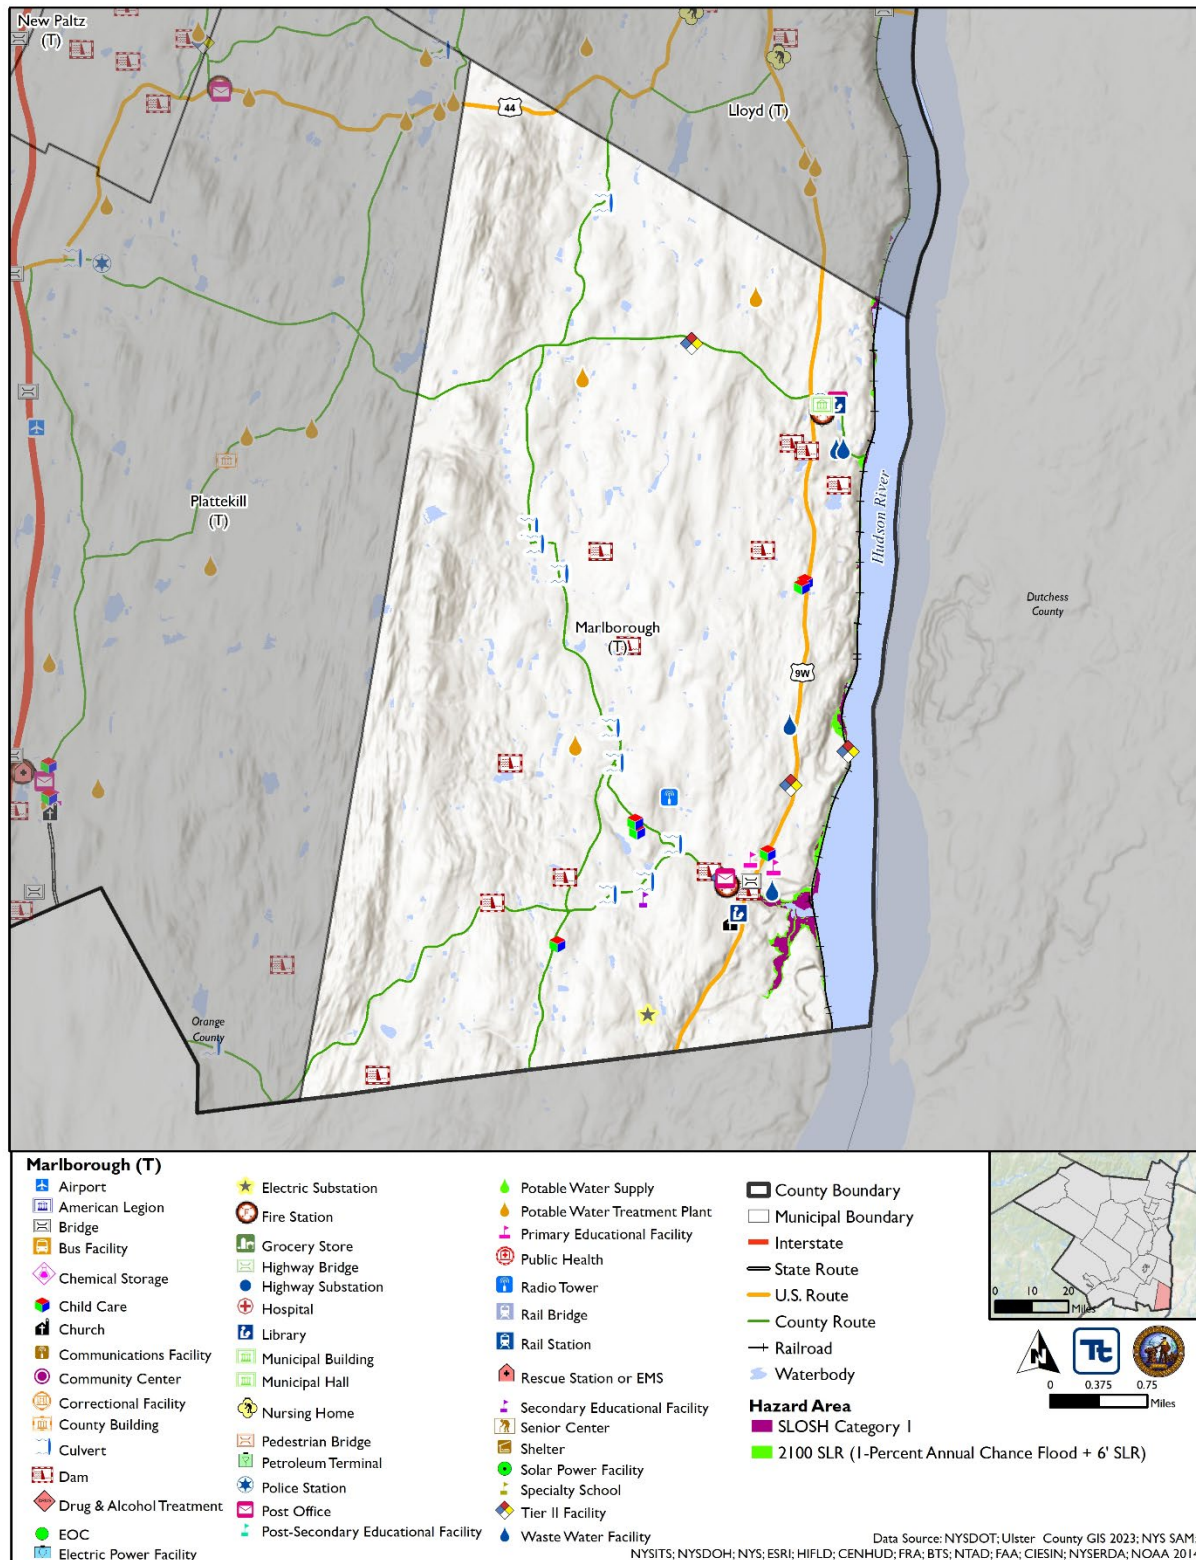 New Paltz
(T)
44
Lloyd (T)
Hudson River
Plattekill
(T)
Dutchess
County
Marlborough
(T)
9W
Orange
County
Marlborough (T)
Airport
American Legion
Bridge
Bus Facility
Chemical Storage
Child Care
Church
Communications Facility
Community Center
Correctional Facility
County Building
Culvert
Dam
Drug & Alcohol Treatment
EOC
Electric Power Facility
Electric Substation
Fire Station
Grocery Store
Highway Bridge
Highway Substation
Hospital
Library
Municipal Building
Municipal Hall
Nursing Home
Pedestrian Bridge
Petroleum Terminal
Police Station
Post Office
Post-Secondary Educational Facility
Potable Water Supply
Potable Water Treatment Plant
Primary Educational Facility
Public Health
Radio Tower
Rail Bridge
Rail Station
Rescue Station or EMS
Secondary Educational Facility
Senior Center
Shelter
Solar Power Facility
Specialty School
Tier II Facility
Waste Water Facility
County Boundary
Municipal Boundary
Interstate
State Route
U.S. Route
County Route
Railroad
Waterbody
Hazard Area
SLOSH Category 1
2100 SLR (1-Percent Annual Chance Flood + 6' SLR)
0 10 20
Miles
N
Tt
0 0.375 0.75
Miles
Data Source: NYSDOT; Ulster County GIS 2023; NYS SAM;
NYSITS; NYSDOH; NYS; ESRI; HIFLD; CENHUD; FRA; BTS; NTAD; FAA; CIESIN; NYSERDA; NOAA 2014